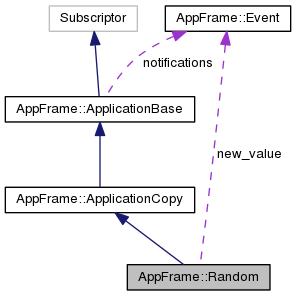 Subscriptor
AppFrame::Event
notifications
AppFrame::ApplicationBase
new_value
AppFrame::ApplicationCopy
AppFrame::Random